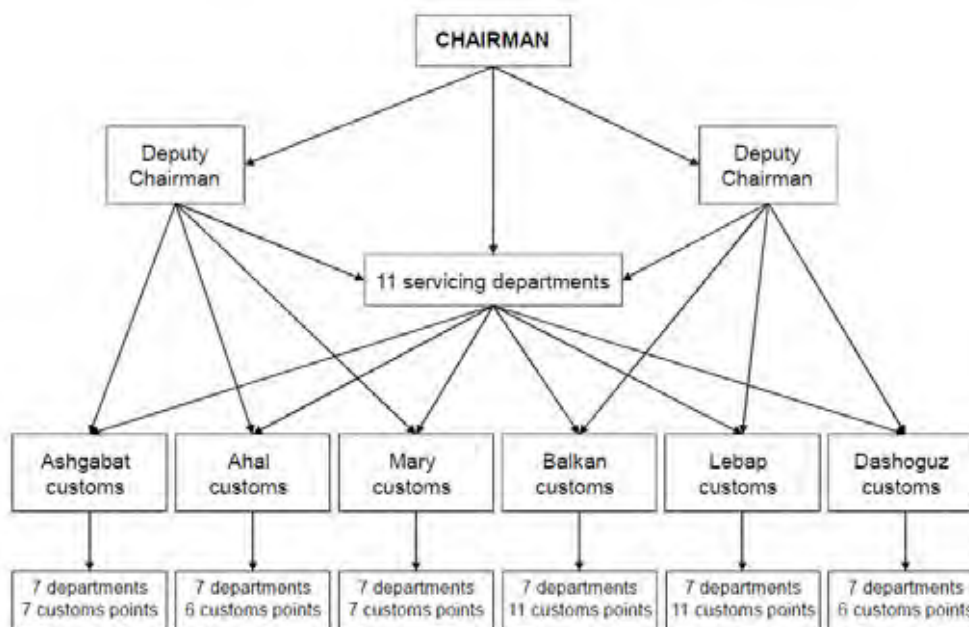 CHAIRMAN
Deputy
Chairman
Deputy
Chairman
11 servicing departments
Ashgabat
customs
Ahal
customs
Mary
customs
Balkan
customs
Lebap
customs
Dashoguz
customs
7 departments
7 customs points
7 departments
6 customs points
7 departments
7 customs points
7 departments
11 customs points
7 departments
11 customs points
7 departments
6 customs points